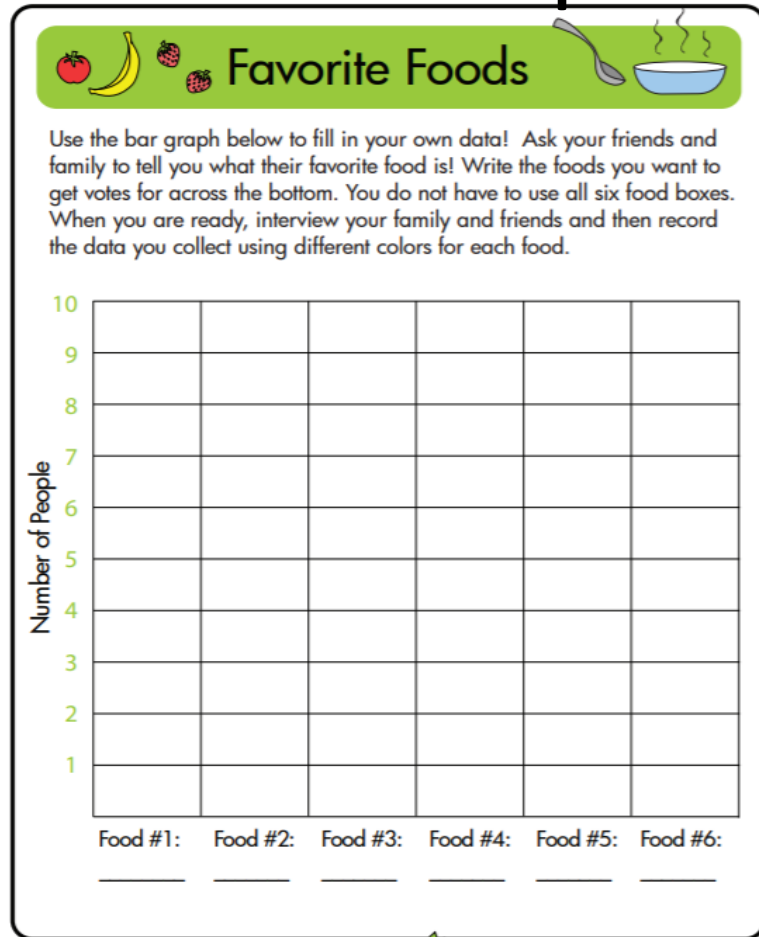 Favorite Foods
Use the bar graph below to fill in your own data! Ask your friends and
family to tell you what their favorite food is! Write the foods you want to
get votes for across the bottom. You do not have to use all six food boxes.
When you are ready, interview your family and friends and then record
the data you collect using different colors for each food.
Number of People
10
9
8
7
6
5
4
3
2
1
Food #1: Food #2: Food #3: Food #4: Food #5: Food #6: